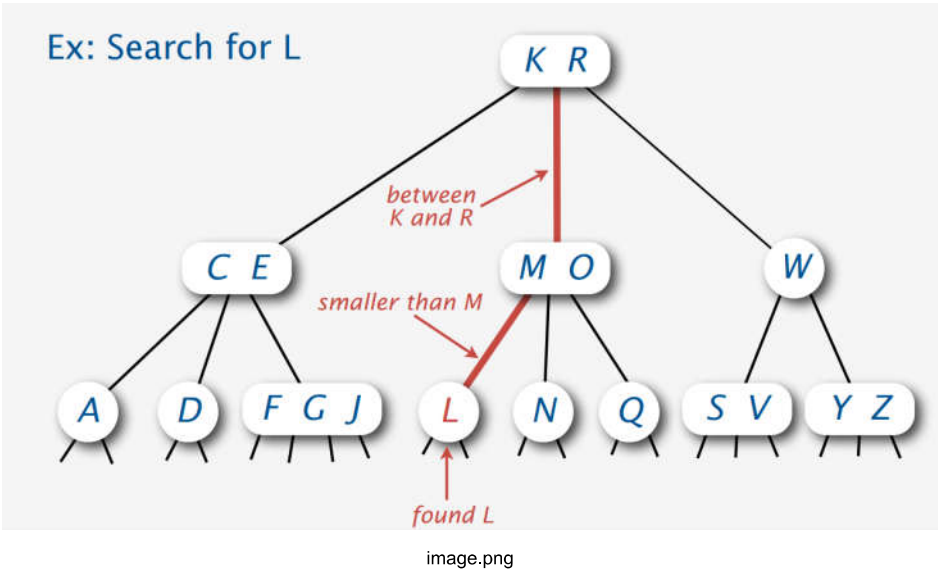 Ex: Search for L
K R
between
K and R
C E
M O
W
smaller than M
A
D
F G J
L
N
Q
S V
Y Z
found L
image.png